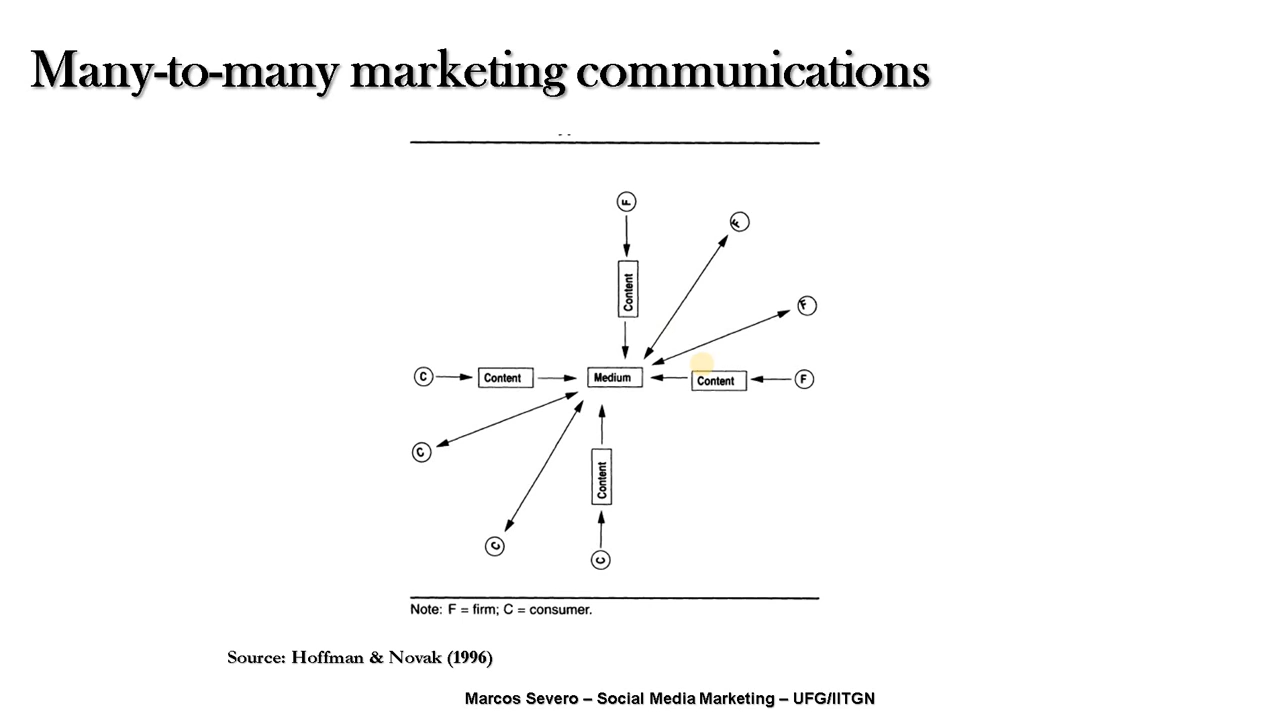 Many-to-many marketing communications
F
F
Content
F
C
Content
Medium
Content
F
C
Content
C
C
Note: F = firm; C = consumer.
Source: Hoffman & Novak (1996)
Marcos Severo – Social Media Marketing – UFG/IITGN